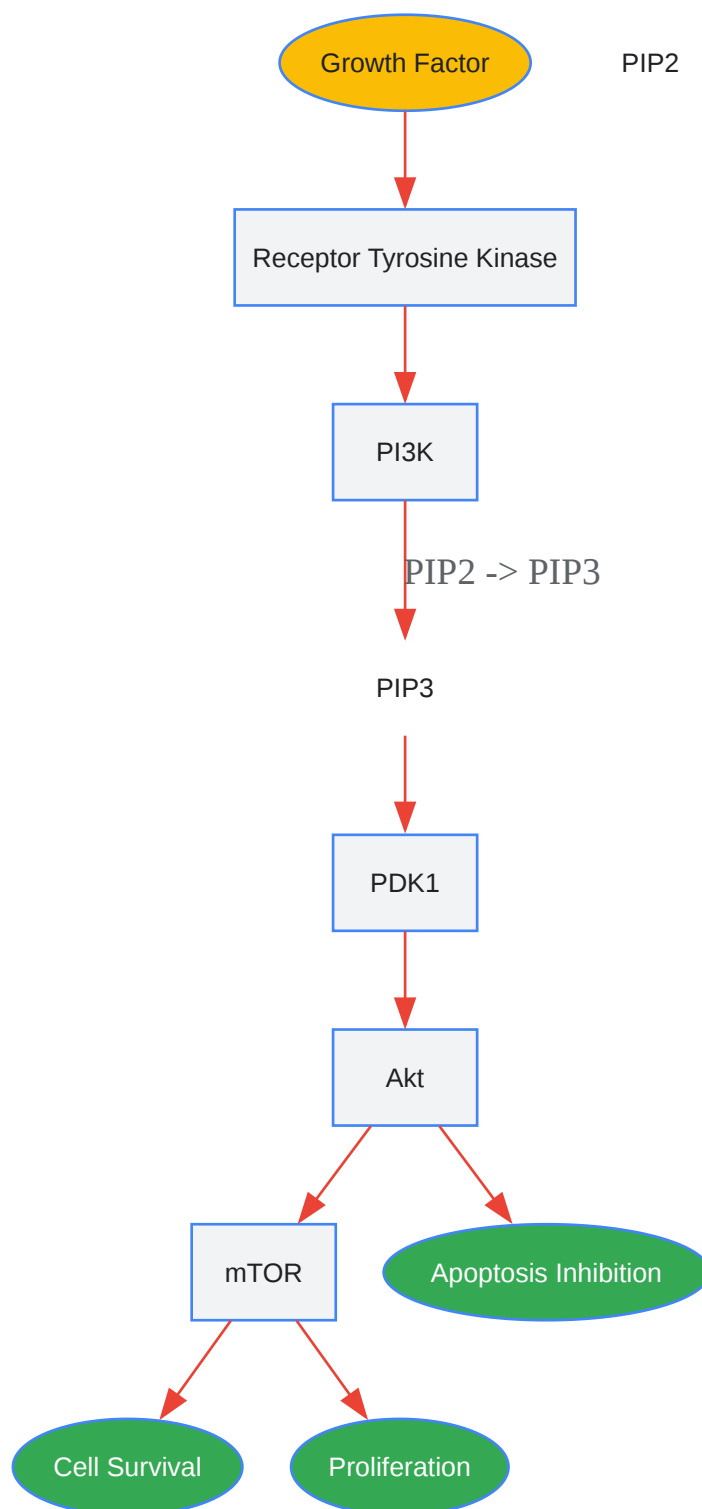 Growth Factor
PIP2
Receptor Tyrosine Kinase
PI3K
PIP2 -> PIP3
PIP3
PDK1
Akt
mTOR
Apoptosis Inhibition
Cell Survival
Proliferation